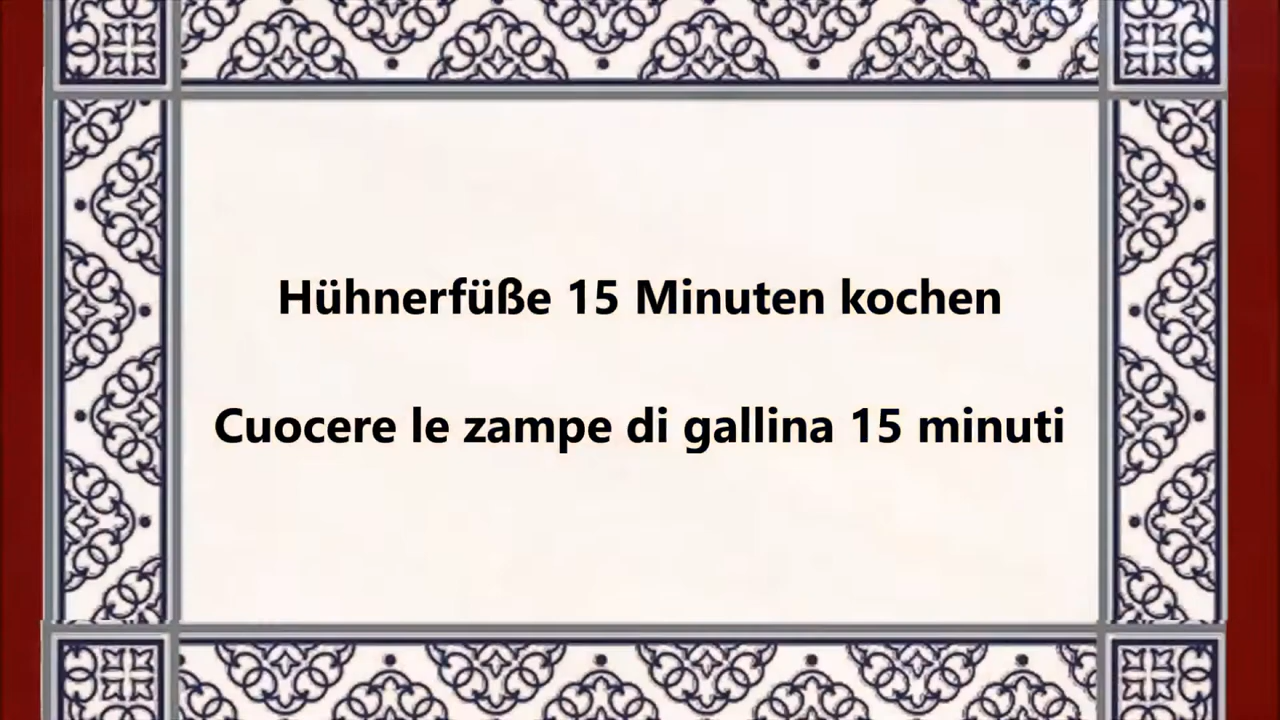 Hühnerfüße 15 Minuten kochen
Cuocere le zampe di gallina 15 minuti